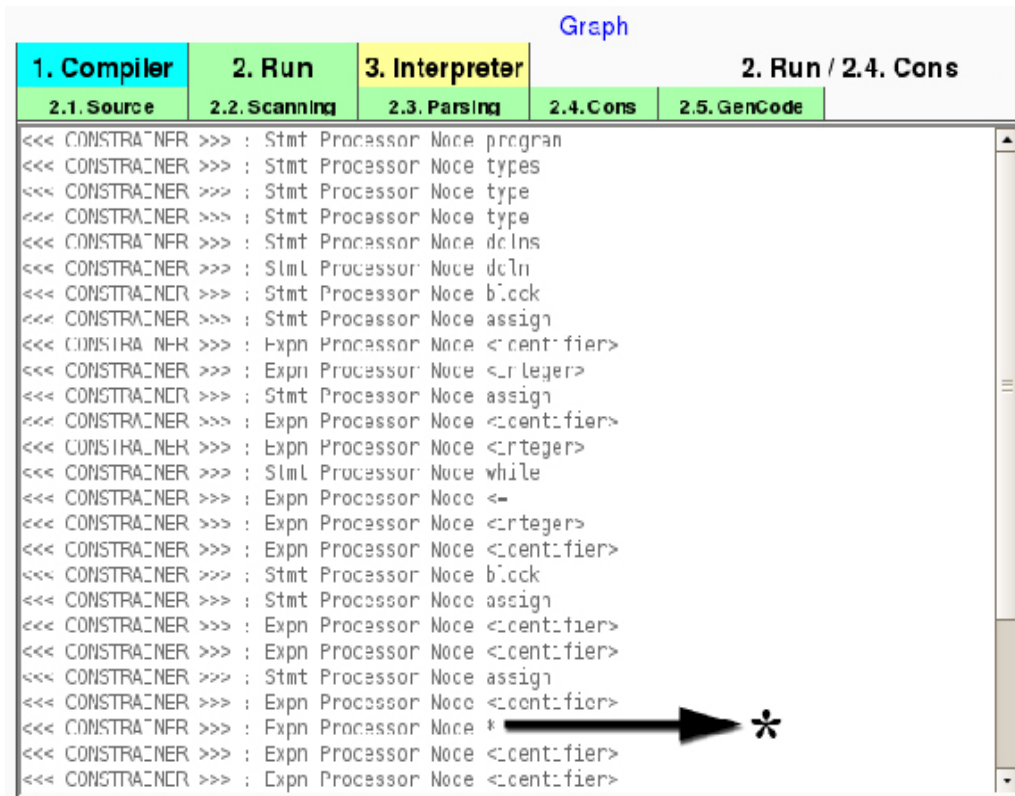 Graph
1. Compiler 2. Run 3. Interpreter 2. Run / 2.4. Cons
2.1. Source 2.2. Scanning 2.3. Parsing 2.4. Cons 2.5. GenCode
<<< CONSTRAINER >>> : Stmt Processor Node program
<<< CONSTRAINER >>> : Stmt Processor Node types
<<< CONSTRAINER >>> : Stmt Processor Node type
<<< CONSTRAINER >>> : Stmt Processor Node type
<<< CONSTRAINER >>> : Stmt Processor Node dclns
<<< CONSTRAINER >>> : Stmt Processor Node dcln
<<< CONSTRAINER >>> : Stmt Processor Node block
<<< CONSTRAINER >>> : Stmt Processor Node assign
<<< CONSTRAINER >>> : Expn Processor Node <identifier>
<<< CONSTRAINER >>> : Expn Processor Node <integer>
<<< CONSTRAINER >>> : Stmt Processor Node assign
<<< CONSTRAINER >>> : Expn Processor Node <identifier>
<<< CONSTRAINER >>> : Expn Processor Node <integer>
<<< CONSTRAINER >>> : Stmt Processor Node while
<<< CONSTRAINER >>> : Expn Processor Node <=
<<< CONSTRAINER >>> : Expn Processor Node <integer>
<<< CONSTRAINER >>> : Expn Processor Node <identifier>
<<< CONSTRAINER >>> : Stmt Processor Node block
<<< CONSTRAINER >>> : Stmt Processor Node assign
<<< CONSTRAINER >>> : Expn Processor Node <identifier>
<<< CONSTRAINER >>> : Expn Processor Node <identifier>
<<< CONSTRAINER >>> : Stmt Processor Node assign
<<< CONSTRAINER >>> : Expn Processor Node <identifier>
<<< CONSTRAINER >>> : Expn Processor Node * *
<<< CONSTRAINER >>> : Expn Processor Node <identifier>
<<< CONSTRAINER >>> : Expn Processor Node <identifier>